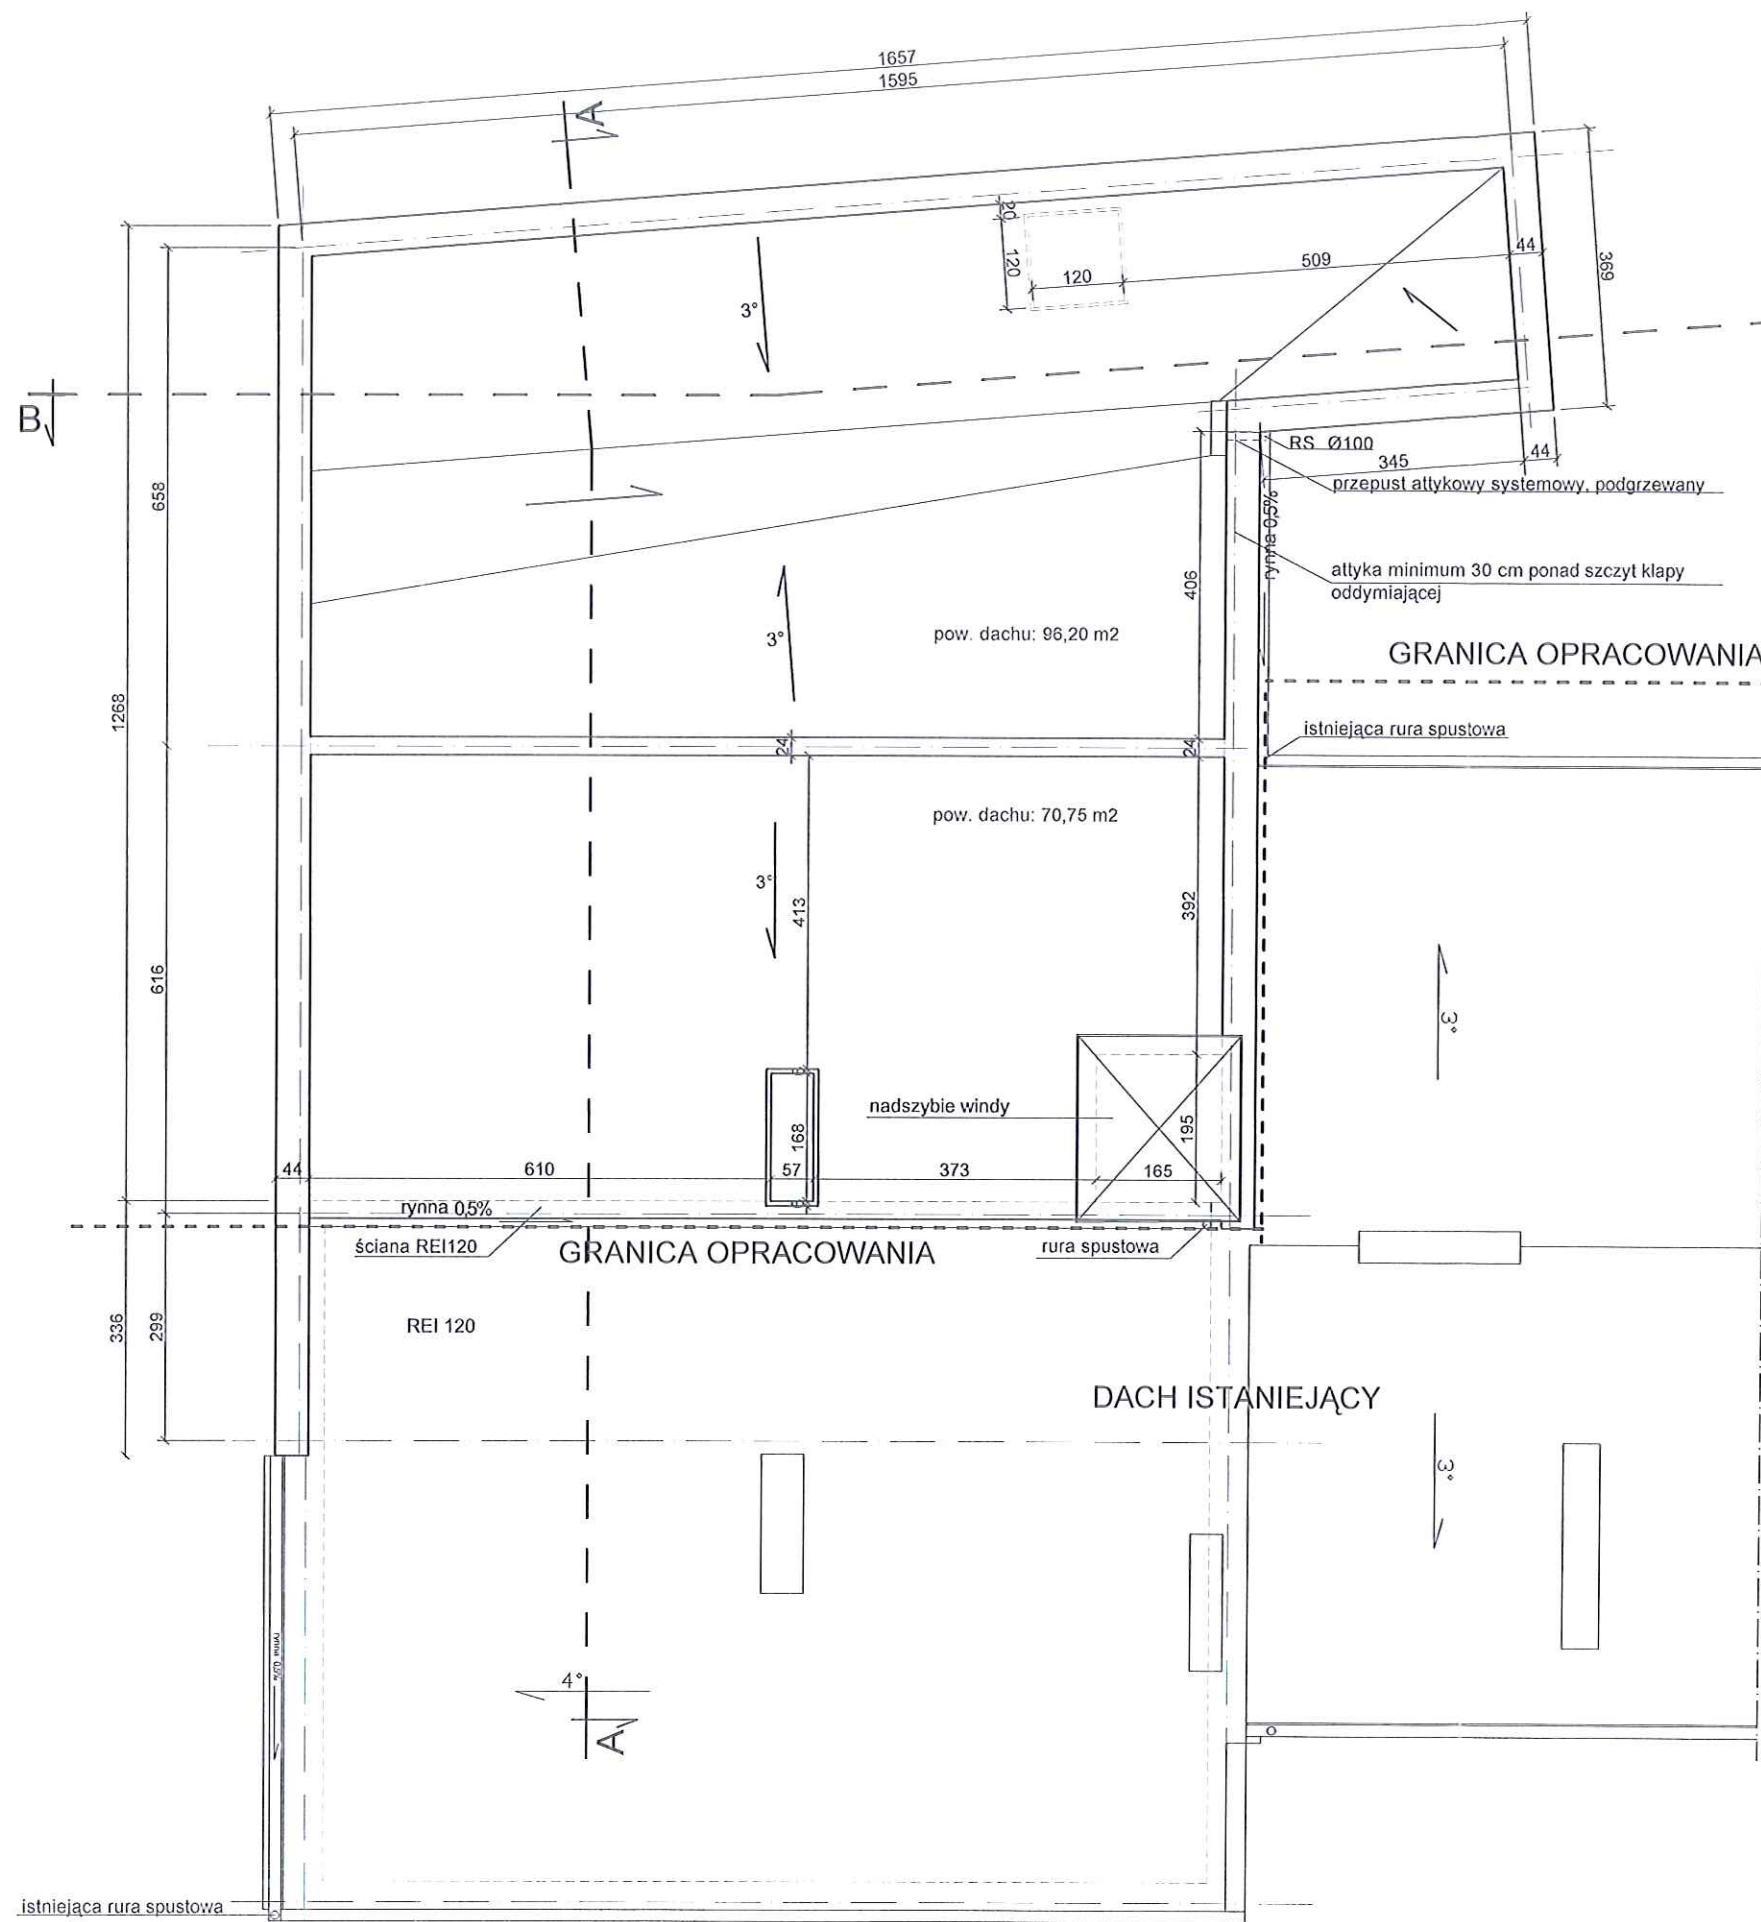 1657
1595
A
20
120
120
509
44
369
3°
B
RS Ø100
345
44
przepust attykowy systemowy, podgrzewany
658
rynna 0,5%
406
attyka minimum 30 cm ponad szczyt klapy
oddymiającej
3°
pow. dachu: 96,20 m2
GRANICA OPRACOWANIA
1268
24
24
istniejąca rura spustowa
pow. dachu: 70,75 m2
3°
413
392
616
3°
nadszybie windy
168
195
44
610
57
373
165
rynna 0,5%
ściana REI120
GRANICA OPRACOWANIA
rura spustowa
336
299
REI 120
DACH ISTANIEJĄCY
3°
rynna 0,5%
4°
A
istniejąca rura spustowa